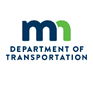 mn
DEPARTMENT OF
TRANSPORTATION